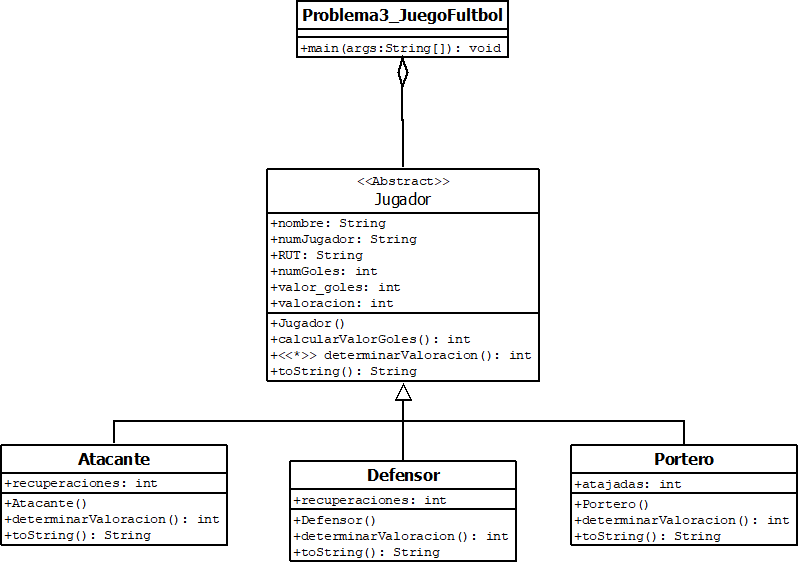 Problema3_JuegoFultbol
+main(args:String[]): void
<<Abstract>>
Jugador
+nombre: String
+numJugador: String
+RUT: String
+numGoles: int
+valor_goles: int
+valoracion: int
+Jugador()
+calcularValorGoles(): int
+<<*>> determinarValoracion(): int
+toString(): String
Atacante
+recuperaciones: int
+Atacante()
+determinarValoracion(): int
+toString(): String
Defensor
+recuperaciones: int
+Defensor()
+determinarValoracion(): int
+toString(): String
Portero
+atajadas: int
+Portero()
+determinarValoracion(): int
+toString(): String